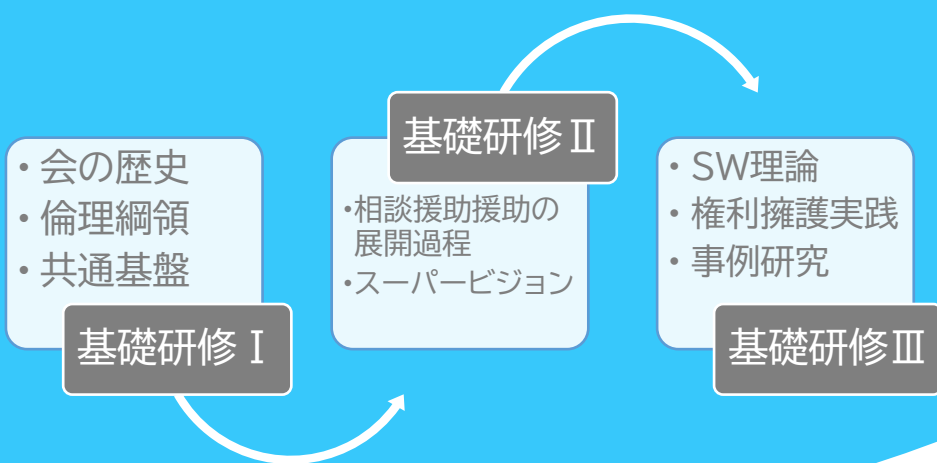 ・会の歴史
・倫理綱領
・共通基盤
基礎研修Ⅰ
基礎研修Ⅱ
・相談援助援助の
展開過程
・スーパービジョン
・SW理論
・権利擁護実践
・事例研究
基礎研修Ⅲ